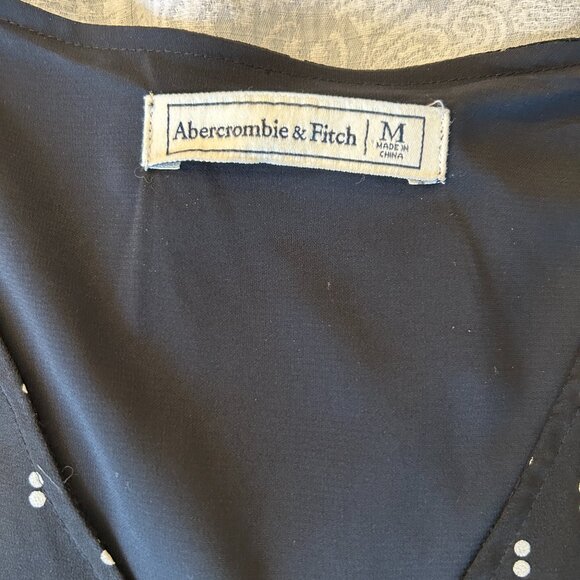 Abercrombie & Fitch | M
MADE IN
CHINA